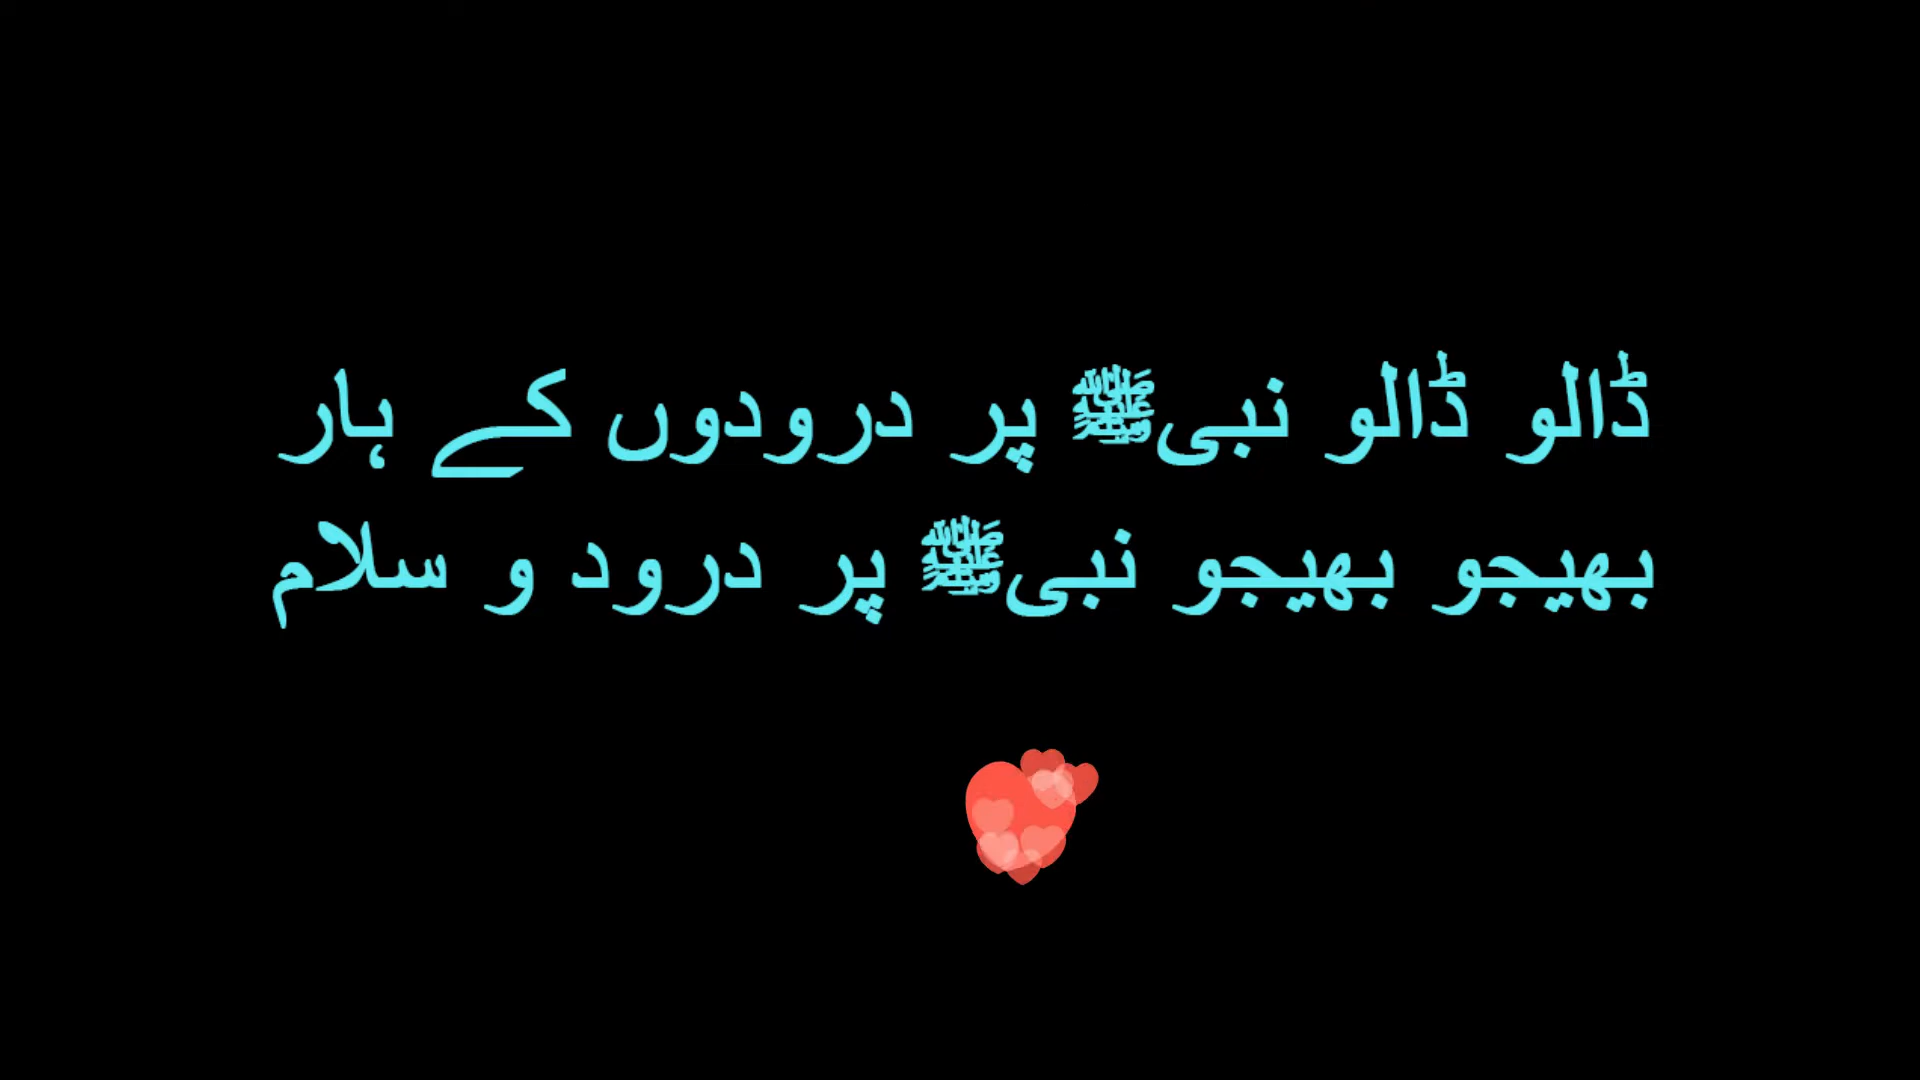 ڈالو ڈالو نبیﷺ پر درودوں کے ہار
بھیجو بھیجو نبیﷺ پر درود و سلام